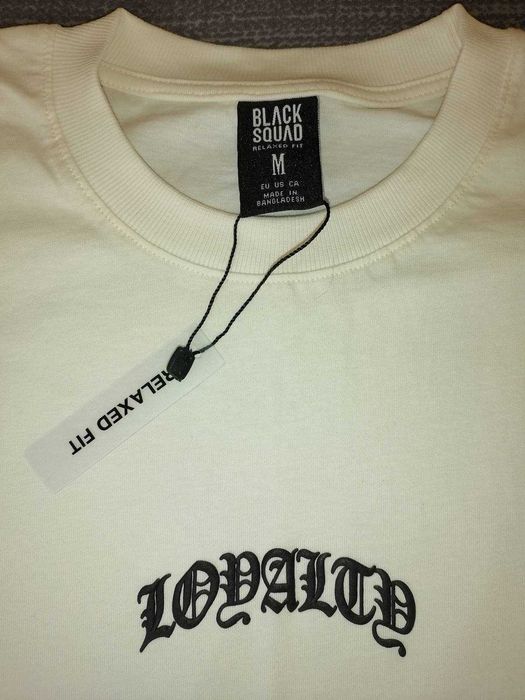 BLACK
SQUAD
RELAXED FIT
M
EU US CA
MADE IN
BANGLADESH
RELAXED FIT
LOYALTY